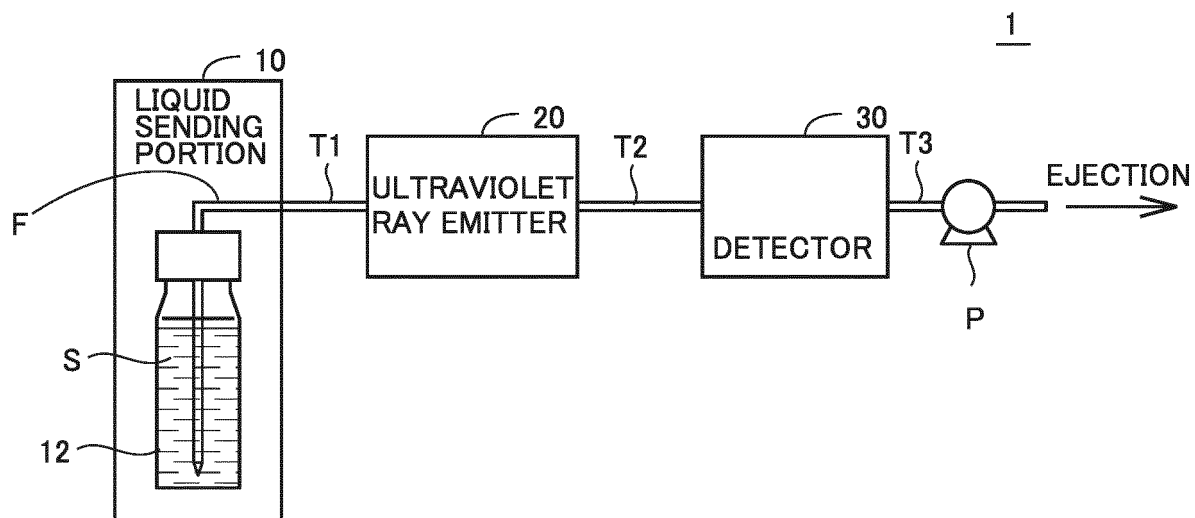 1
10
LIQUID
SENDING
PORTION
T1
20
ULTRAVIOLET
RAY EMITTER
T2
30
DETECTOR
T3
EJECTION
F
P
S
12